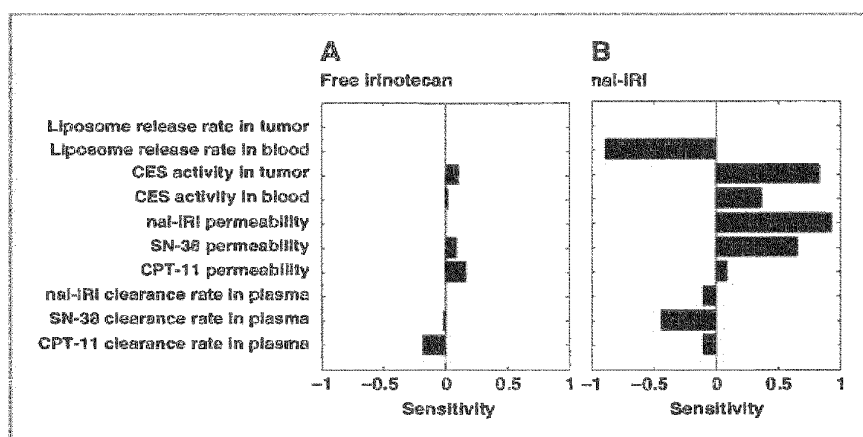 A
Free irinotecan
B
nal-IRI
Liposome release rate in tumor
Liposome release rate in blood
CES activity in tumor
CES activity in blood
nal-IRI permeability
SN-38 permeability
CPT-11 permeability
nal-IRI clearance rate in plasma
SN-38 clearance rate in plasma
CPT-11 clearance rate in plasma
−1 −0.5 0 0.5 1
−1 −0.5 0 0.5 1
Sensitivity
Sensitivity